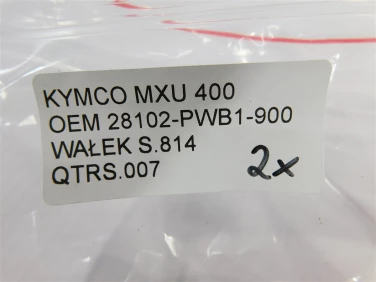 KYMCO MXU 400
OEM 28102-PWB1-900
WAŁEK S.814
QTRS.007 2x